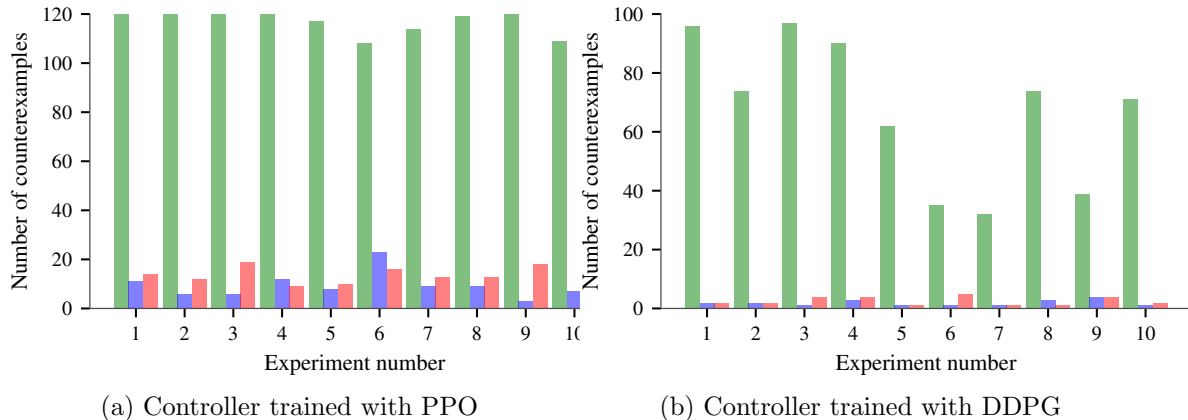 120
100
80
60
40
20
0
Number of counterexamples
1 2 3 4 5 6 7 8 9 10
Experiment number
(a) Controller trained with PPO
100
80
60
40
20
0
Number of counterexamples
1 2 3 4 5 6 7 8 9 10
Experiment number
(b) Controller trained with DDPG